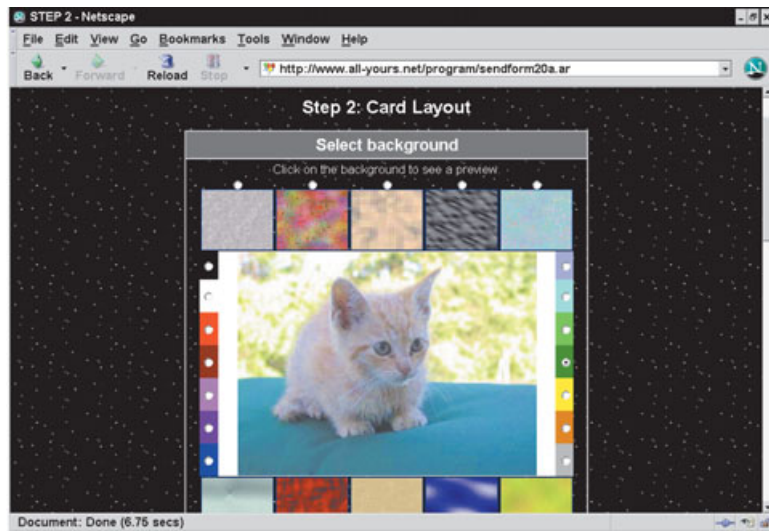 STEP 2 - Netscape
File Edit View Go Bookmarks Tools Window Help
Back Forward Reload Stop http://www.all-yours.net/program/sendform20a.ar N
Step 2: Card Layout
Select background
Click on the background to see a preview
Document: Done (6.75 secs)